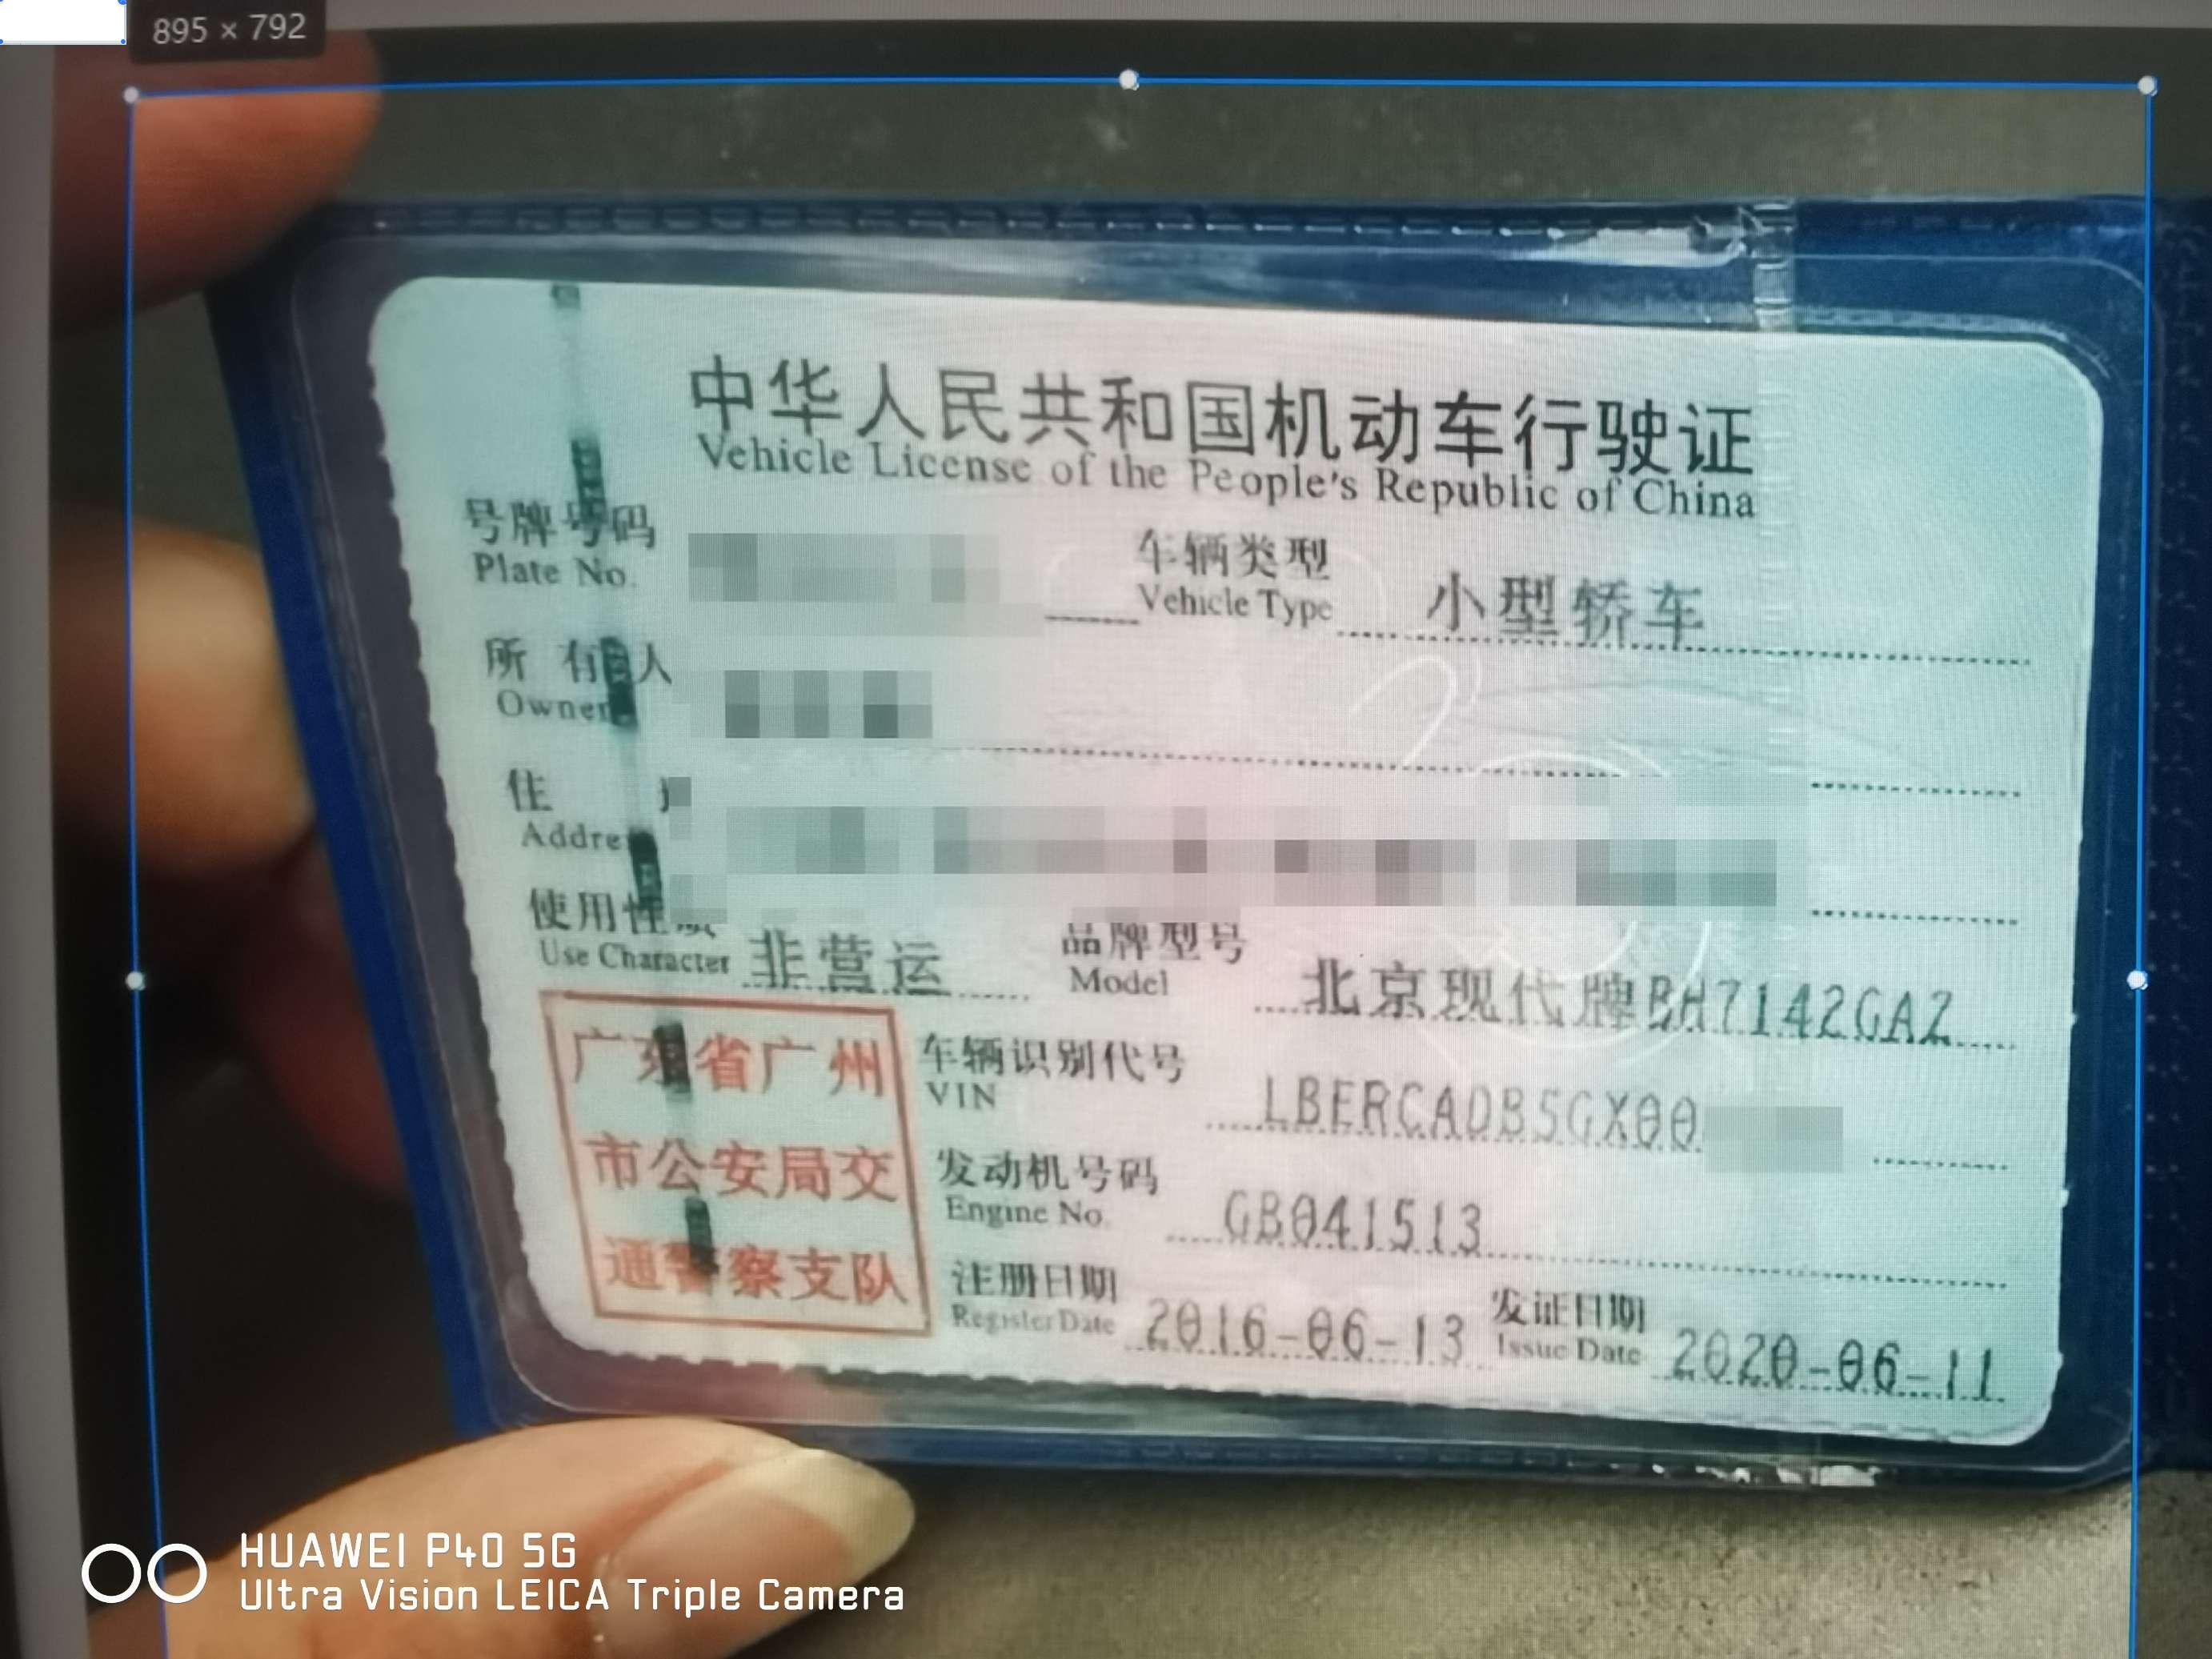 895 × 792
中华人民共和国机动车行驶证
Vehicle License of the People's Republic of China
号牌号码
Plate No.
车辆类型 小型轿车
Vehicle Type
所有人
Owner
住
Addre
使用性 非营运
Use Character
品牌型号 北京现代牌BH7142GAZ
Model
广东省广州
市公安局交
通警察支队
车辆识别代号 LBERCADB5GX00
VIN
发动机号码 GB041513
Engine No.
注册日期 2016-06-13
Register Date
发证日期 2020-06-11
Issue Date
HUAWEI P40 5G
Ultra Vision LEICA Triple Camera